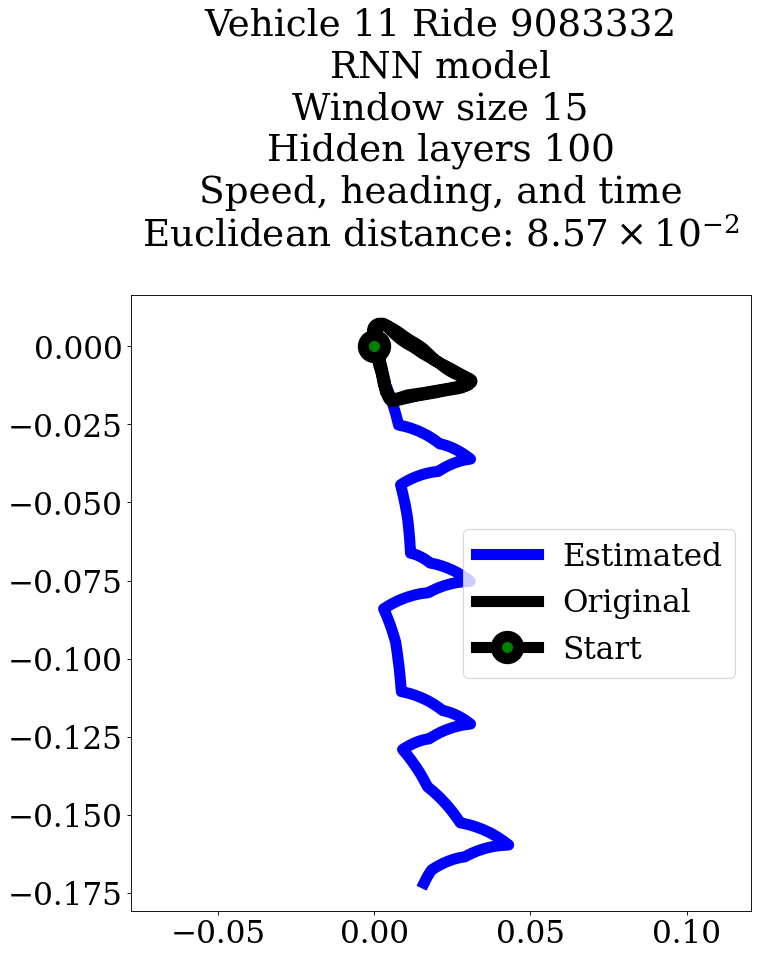 Vehicle 11 Ride 9083332
RNN model
Window size 15
Hidden layers 100
Speed, heading, and time
Euclidean distance: 8.57 × 10⁻²
0.000
−0.025
−0.050
−0.075
−0.100
−0.125
−0.150
−0.175
Estimated
Original
Start
−0.05 0.00 0.05 0.10